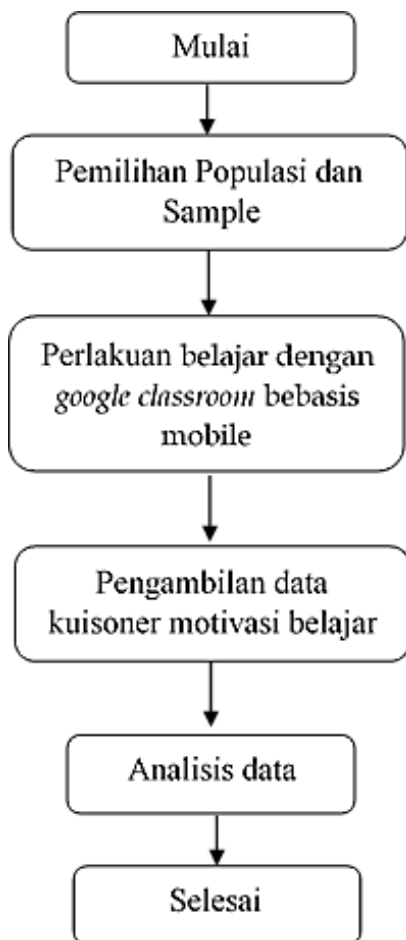 Mulai
Pemilihan Populasi dan
Sample
Perlakuan belajar dengan
google classroom bebasis
mobile
Pengambilan data
kuisoner motivasi belajar
Analisis data
Selesai